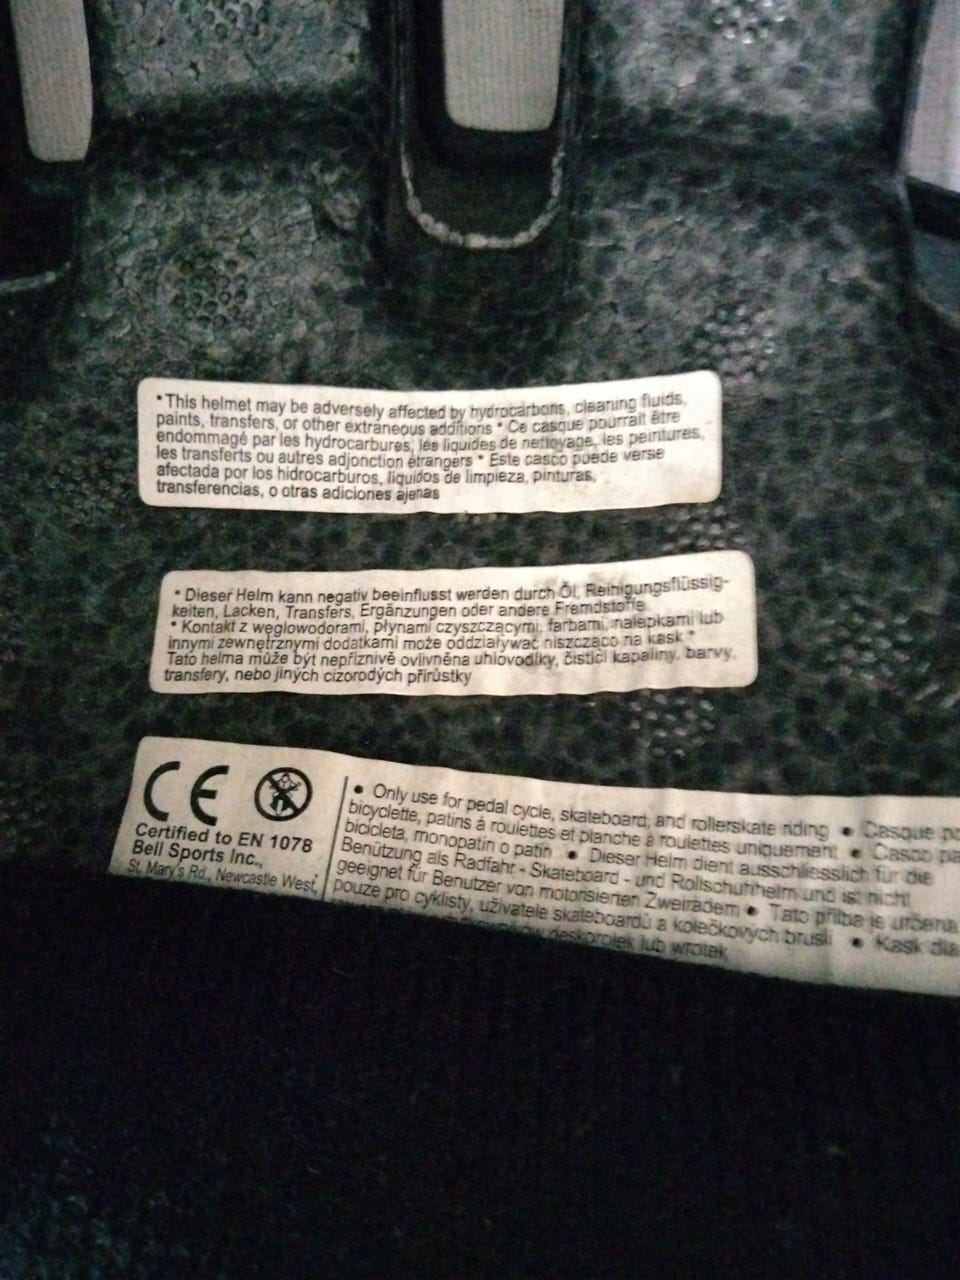 *This helmet may be adversely affected by hydrocarbons, cleaning fluids,
paints, transfers, or other extraneous additions * Ce casque pourrait être
endommagé par les hydrocarbures, les liquides de nettoyage, les peintures,
les transferts ou autres adjonction étrangers * Este casco puede verse
afectada por los hidrocarburos, líquidos de limpieza, pinturas,
transferencias, o otras adiciones ajenas
* Dieser Helm kann negativ beeinflusst werden durch Öl, Reinigungsflüssig-
keiten, Lacken, Transfers, Ergänzungen oder andere Fremdstoffe
* Kontakt z węglowodorami, płynami czyszczącymi, farbami, nalepkami lub
innymi zewnętrznymi dodatkami może oddziaływać niszcząco na kask *
Tato helma může být nepříznivě ovlivněna uhlovodíky, čistící kapaliny, barvy,
transfery, nebo jiných cizorodých přírůstky
CE
Certified to EN 1078
Bell Sports Inc.,
St. Mary's Rd., Newcastle West,
• Only use for pedal cycle, skateboard, and rollerskate riding • Casque
bicyclette, patins à roulettes et planche à roulettes uniquement • Casco
bicicleta, monopatin o patin • Dieser Helm dient ausschliesslich für die
Benützung als Radfahr - Skateboard - und Rollschuhhelm und ist nicht
geeignet für Benutzer von motorisierten Zweirädern • Tato přilba je určena
pouze pro cyklisty, uživatele skateboardů a kolečkových bruslí • Kask dla
deskorolek lub wrotek